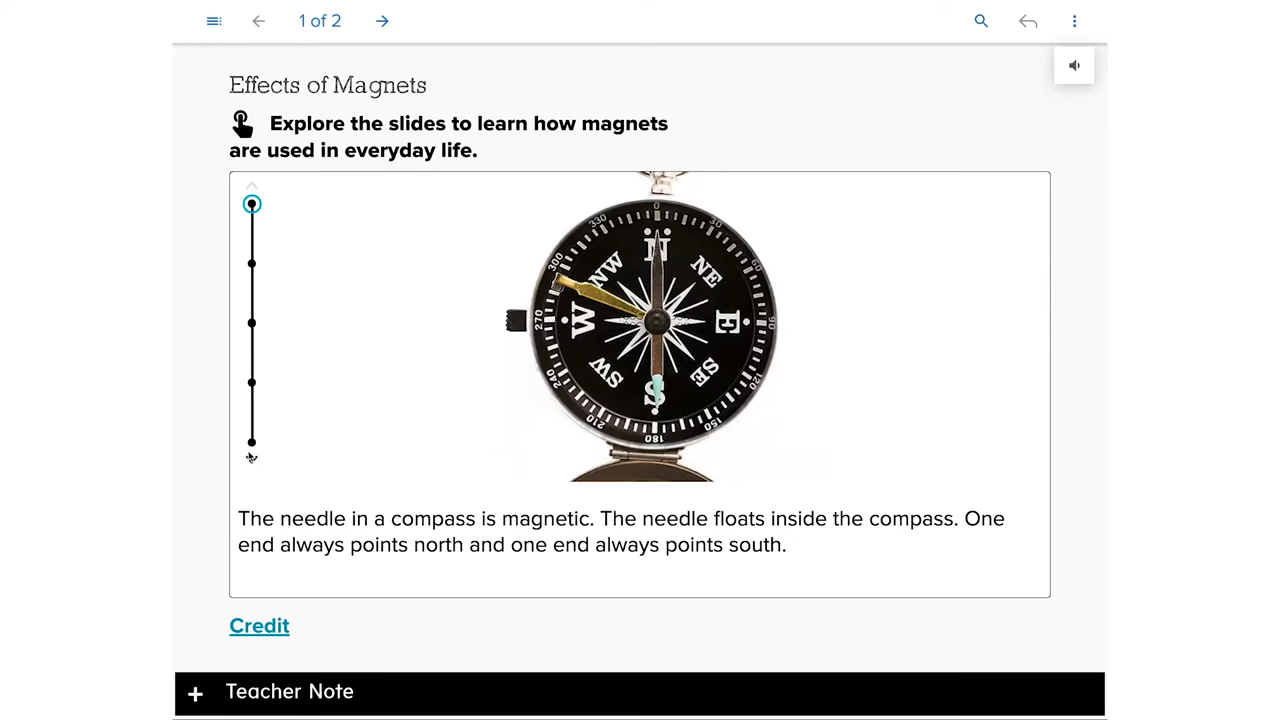 1 of 2
Effects of Magnets
Explore the slides to learn how magnets
are used in everyday life.
0
330
30
N
300
NW
NE
60
270
W
E
90
240
SW
SE
120
S
210
150
180
The needle in a compass is magnetic. The needle floats inside the compass. One
end always points north and one end always points south.
Credit
+ Teacher Note